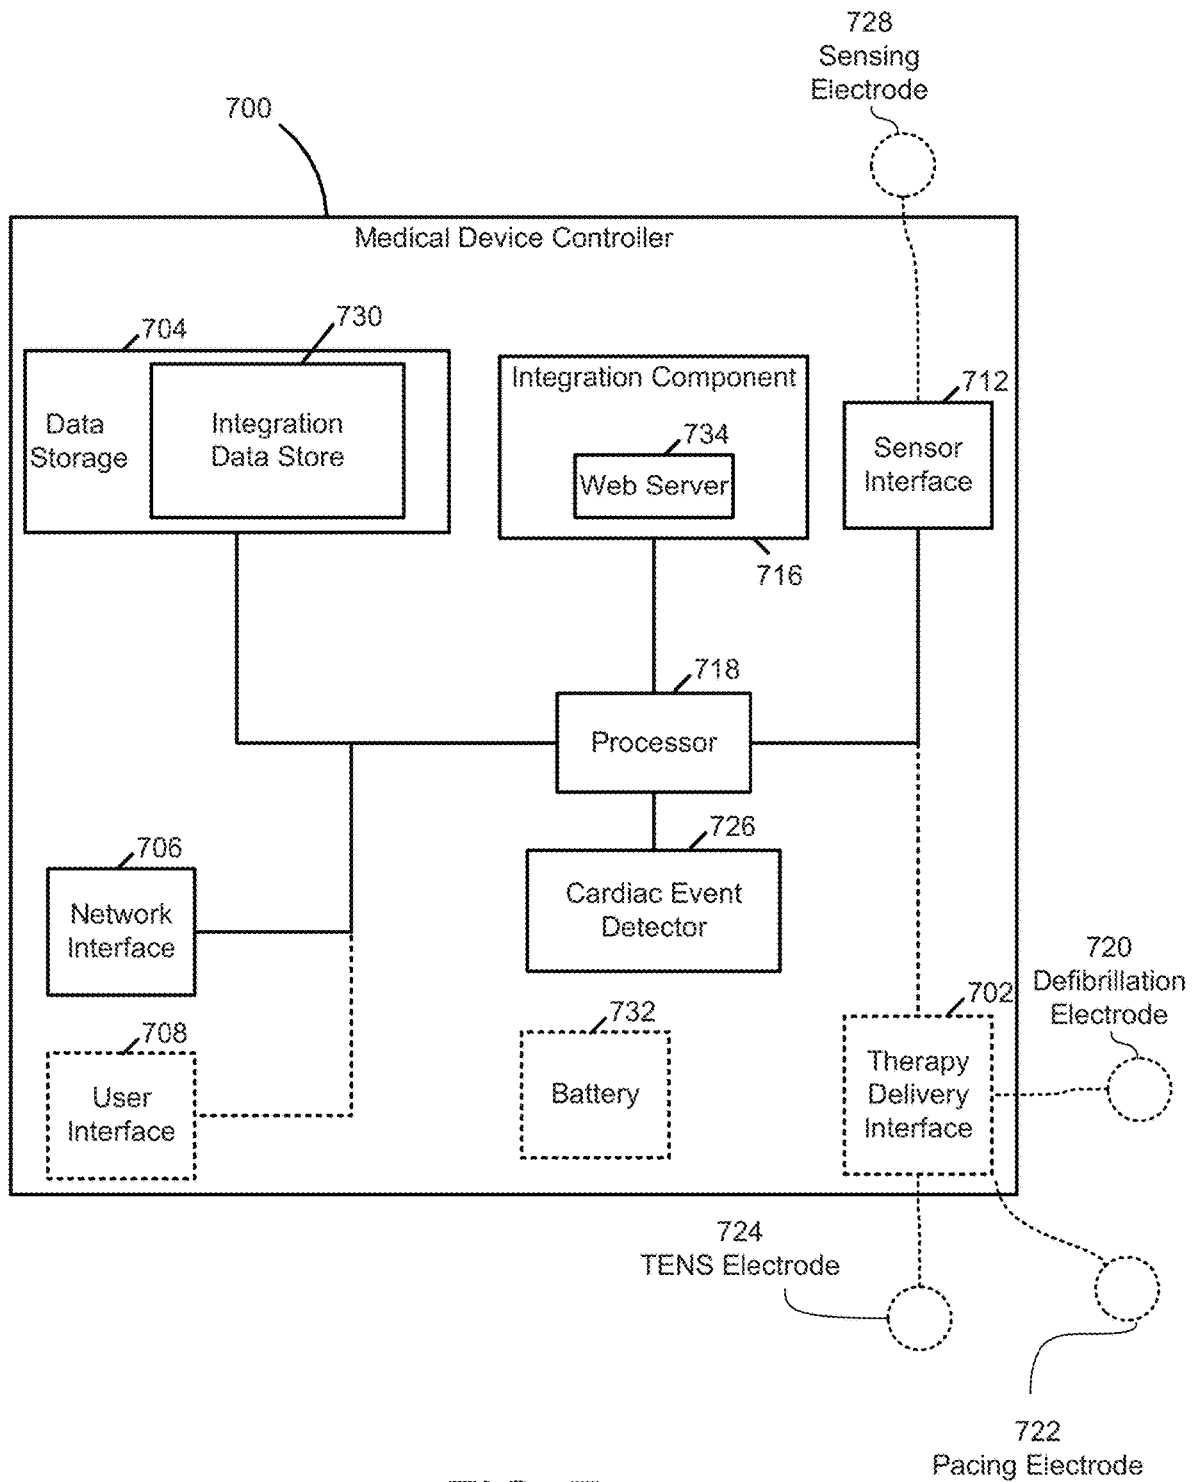 728
Sensing
Electrode
700
Medical Device Controller
704
730
Data
Storage
Integration
Data Store
Integration Component
734
Web Server
716
712
Sensor
Interface
718
Processor
706
Network
Interface
726
Cardiac Event
Detector
708
User
Interface
732
Battery
702
Therapy
Delivery
Interface
720
Defibrillation
Electrode
724
TENS Electrode
722
Pacing Electrode